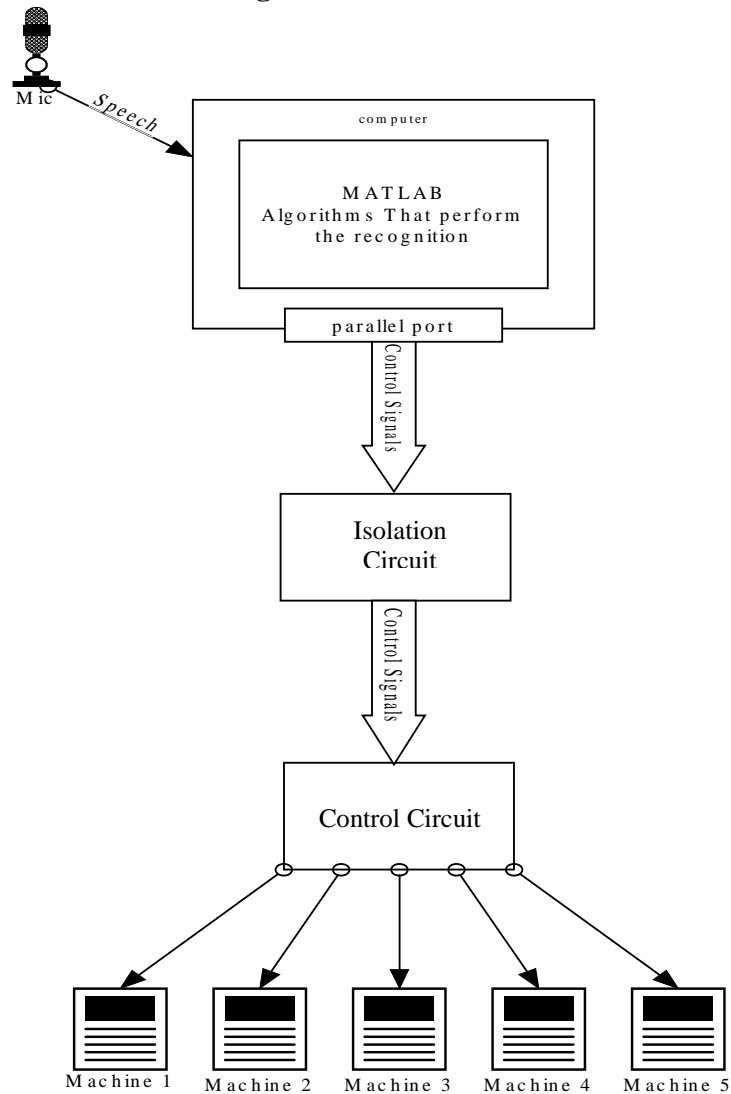 Mic
Speech
computer
MATLAB
Algorithms That perform
the recognition
parallel port
Control Signals
Isolation
Circuit
Control Signals
Control Circuit
Machine 1
Machine 2
Machine 3
Machine 4
Machine 5